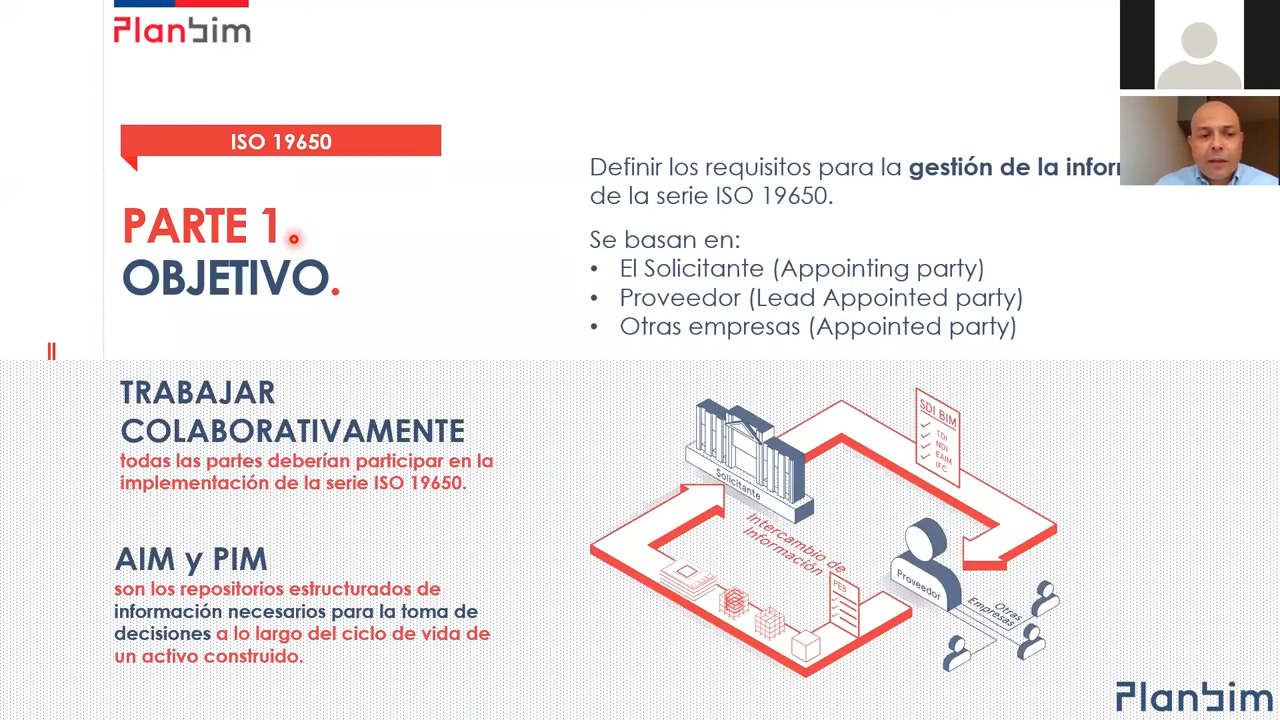 Planbim
ISO 19650
PARTE 1.
OBJETIVO.
Definir los requisitos para la gestión de la infor
de la serie ISO 19650.
Se basan en:
• El Solicitante (Appointing party)
• Proveedor (Lead Appointed party)
• Otras empresas (Appointed party)
TRABAJAR
COLABORATIVAMENTE
todas las partes deberían participar en la
implementación de la serie ISO 19650.
AIM y PIM
son los repositorios estructurados de
información necesarios para la toma de
decisiones a lo largo del ciclo de vida de
un activo construido.
SDI BIM
TDI
NDI
EAIM
IFC
Solicitante
Intercambio de
Información
PEB
Proveedor
Otras
Empresas
Planbim